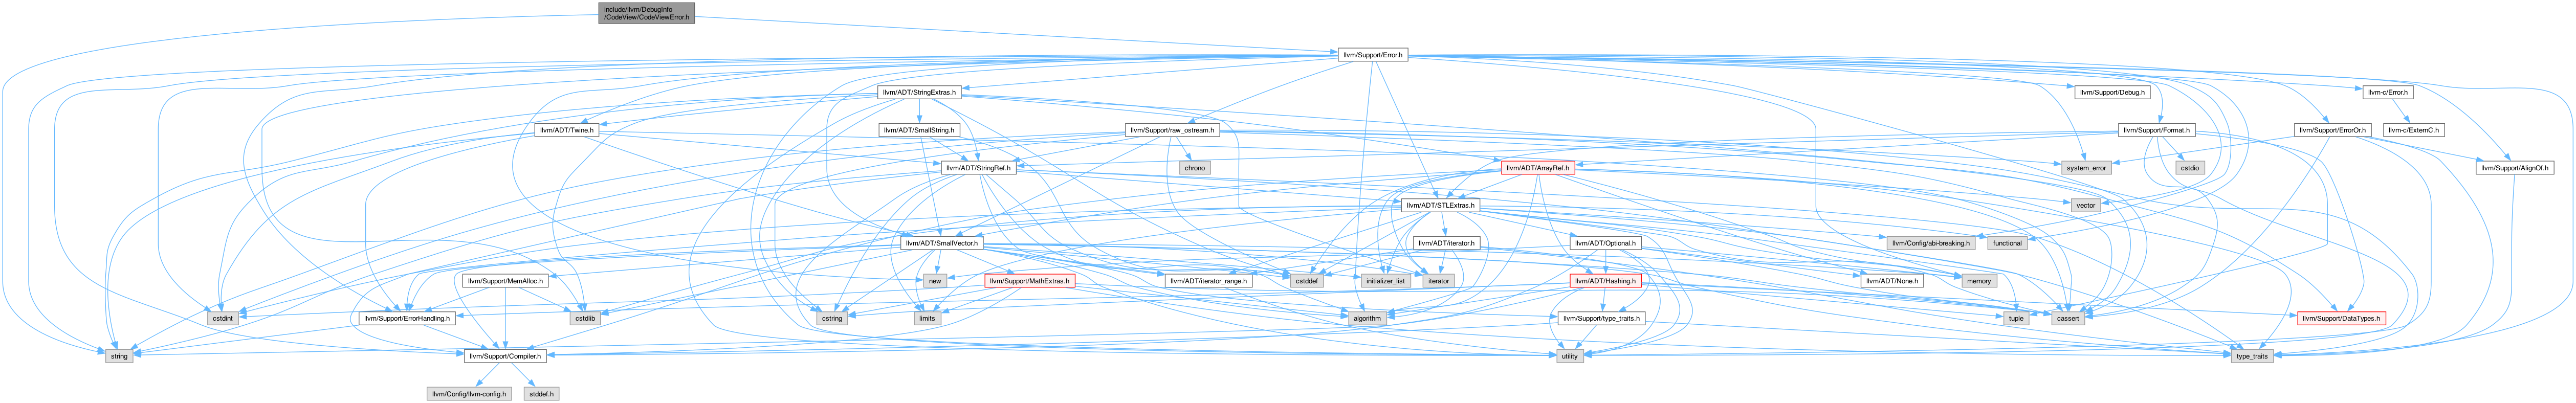 include/llvm/DebugInfo
/CodeView/CodeViewError.h
llvm/Support/Error.h
llvm/ADT/StringExtras.h
llvm/Support/Debug.h
llvm-c/Error.h
llvm/ADT/Twine.h
llvm/ADT/SmallString.h
llvm/Support/raw_ostream.h
llvm/Support/Format.h
llvm/Support/ErrorOr.h
llvm-c/ExternC.h
llvm/ADT/StringRef.h
chrono
llvm/ADT/ArrayRef.h
system_error
cstdio
llvm/Support/AlignOf.h
llvm/ADT/STLExtras.h
vector
llvm/ADT/SmallVector.h
llvm/ADT/iterator.h
llvm/ADT/Optional.h
llvm/Config/abi-breaking.h
functional
llvm/Support/MemAlloc.h
new
llvm/Support/MathExtras.h
llvm/ADT/iterator_range.h
cstddef
initializer_list
iterator
llvm/ADT/Hashing.h
llvm/ADT/None.h
memory
cstdint
llvm/Support/ErrorHandling.h
cstdlib
cstring
limits
algorithm
llvm/Support/type_traits.h
tuple
cassert
llvm/Support/DataTypes.h
string
llvm/Support/Compiler.h
utility
type_traits
llvm/Config/llvm-config.h
stddef.h